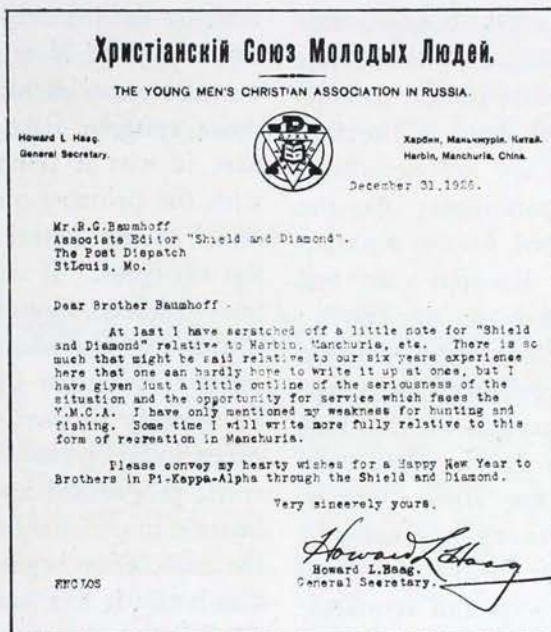 Христіанскій Союз Молодых Людей.
THE YOUNG MEN'S CHRISTIAN ASSOCIATION IN RUSSIA.
Howard L Haag.
General Secretary.
Харбин, Маньчжурія. Китай.
Harbin, Manchuria, China.
December 31,1926.
Mr.R.G.Baumhoff
Associate Editor "Shield and Diamond".
The Post Dispatch
StLouis, Mo.
Dear Brother Baumhoff-
At last I have scratched off a little note for "Shield
and Diamond" relative to Harbin, Manchuria, etc. There is so
much that might be said relative to our six years experience
here that one can hardly hope to write it up at once, but I
have given just a little outline of the seriousness of the
situation and the opportunity for service which faces the
Y.M.C.A. I have only mentioned my weakness for hunting and
fishing. Some time I will write more fully relative to this
form of recreation in Manchuria.
Please convey my hearty wishes for a Happy New Year to
Brothers in Pi-Kappa-Alpha through the Shield and Diamond.
Very sincerely yours,
Howard L Haag
Howard L.Haag.
General Secretary.